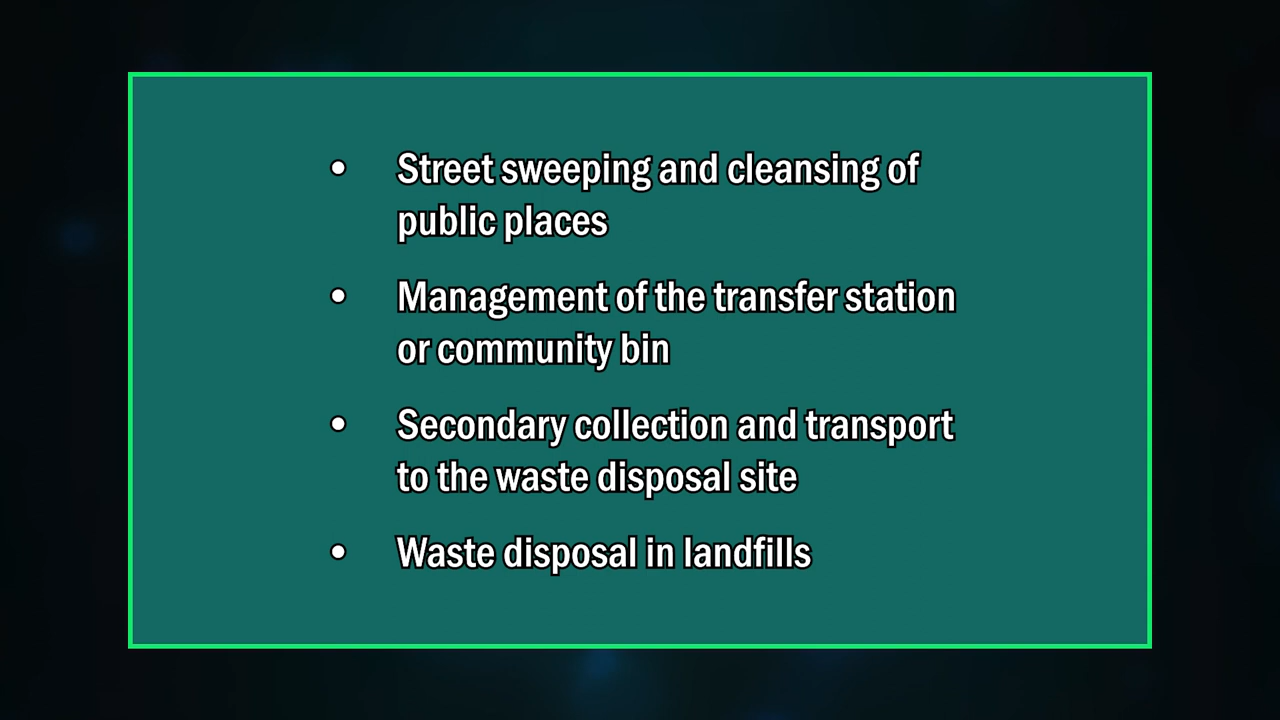 • Street sweeping and cleansing of
public places
• Management of the transfer station
or community bin
• Secondary collection and transport
to the waste disposal site
• Waste disposal in landfills